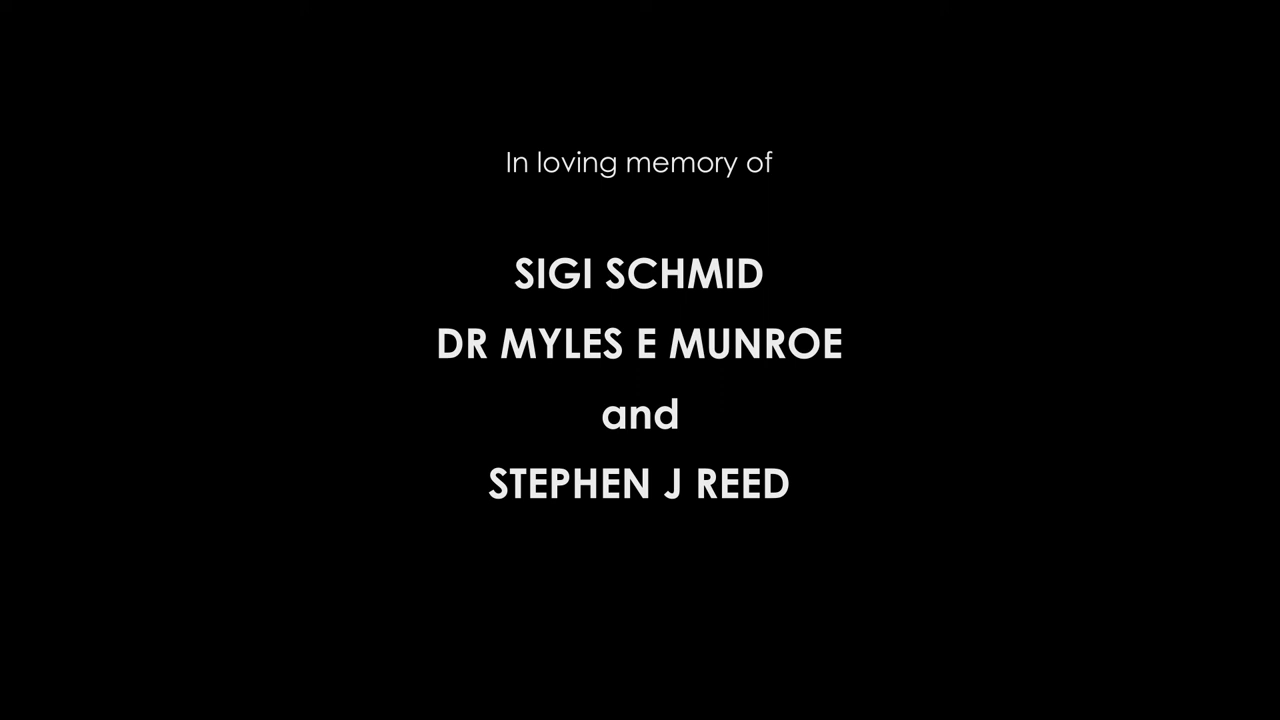 In loving memory of
SIGI SCHMID
DR MYLES E MUNROE
and
STEPHEN J REED